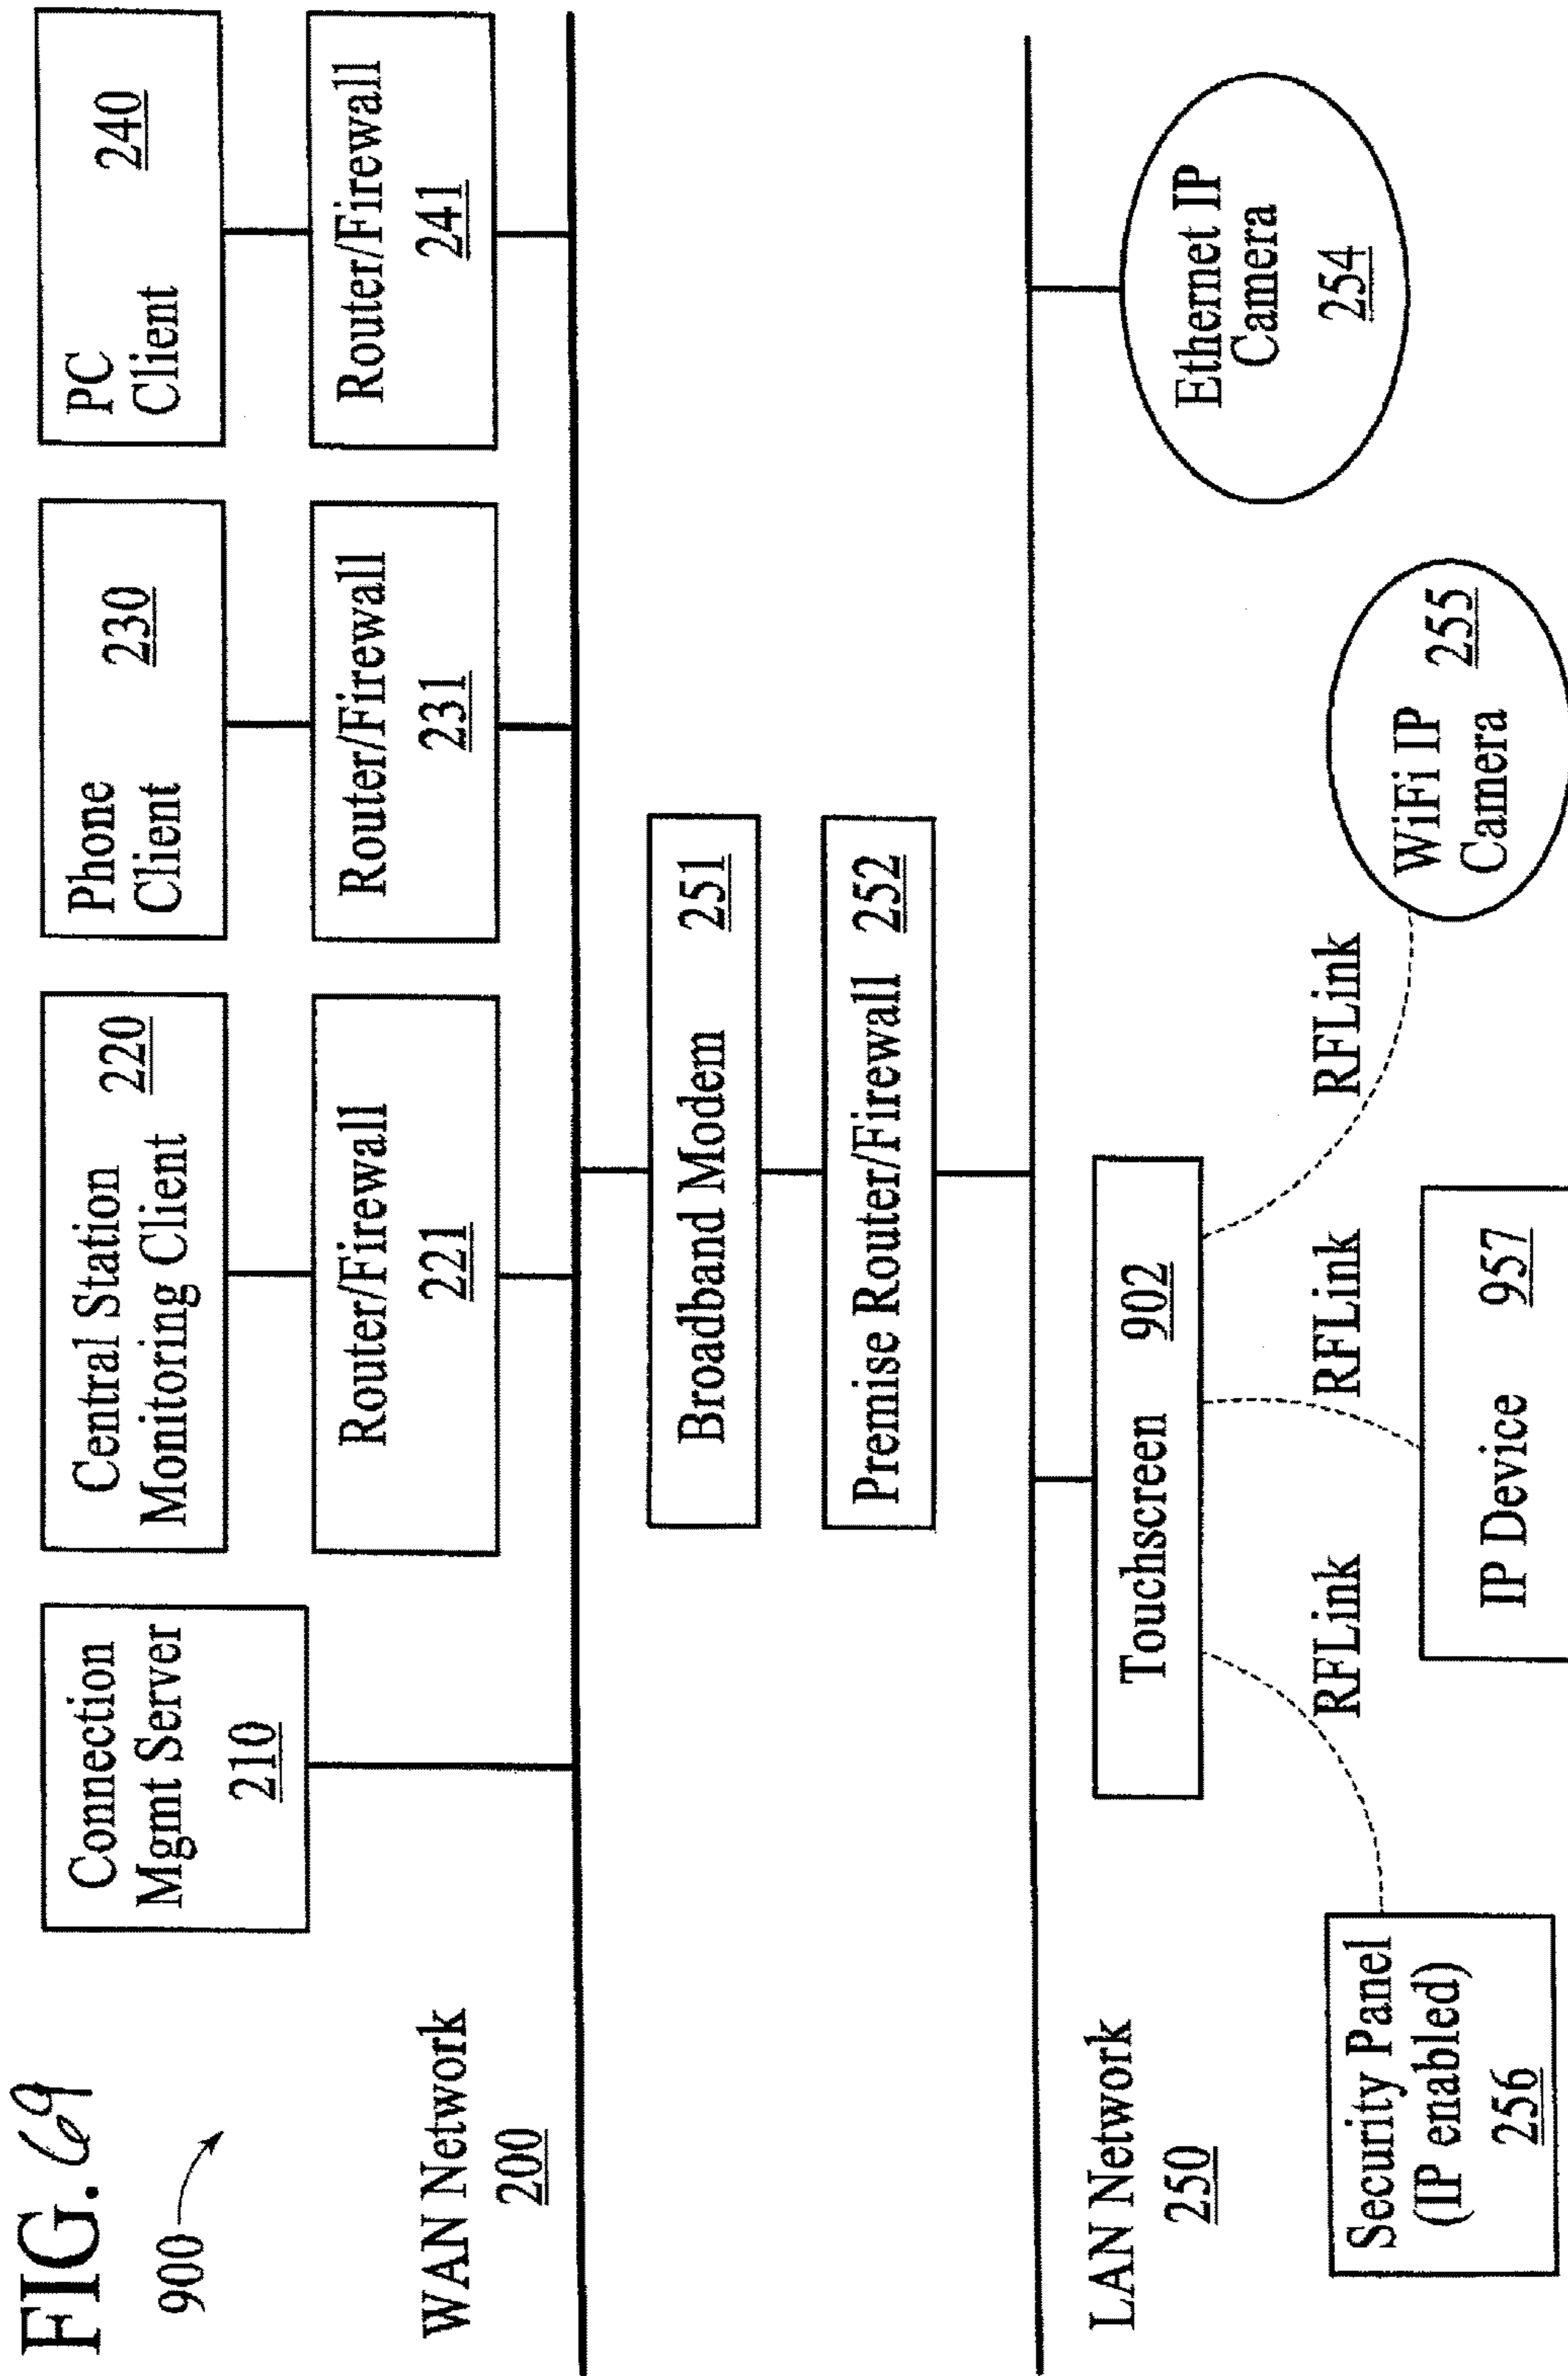 FIG. 69
900
Connection
Mgmt Server
210
Central Station
Monitoring Client
220
Phone
Client
230
PC
Client
240
Router/Firewall
221
Router/Firewall
231
Router/Firewall
241
WAN Network
200
Broadband Modem 251
Premise Router/Firewall 252
LAN Network
250
Touchscreen 902
Ethernet IP
Camera
254
RFLink
RFLink
RFLink
Security Panel
(IP enabled)
256
IP Device 957
WiFi IP
Camera
255